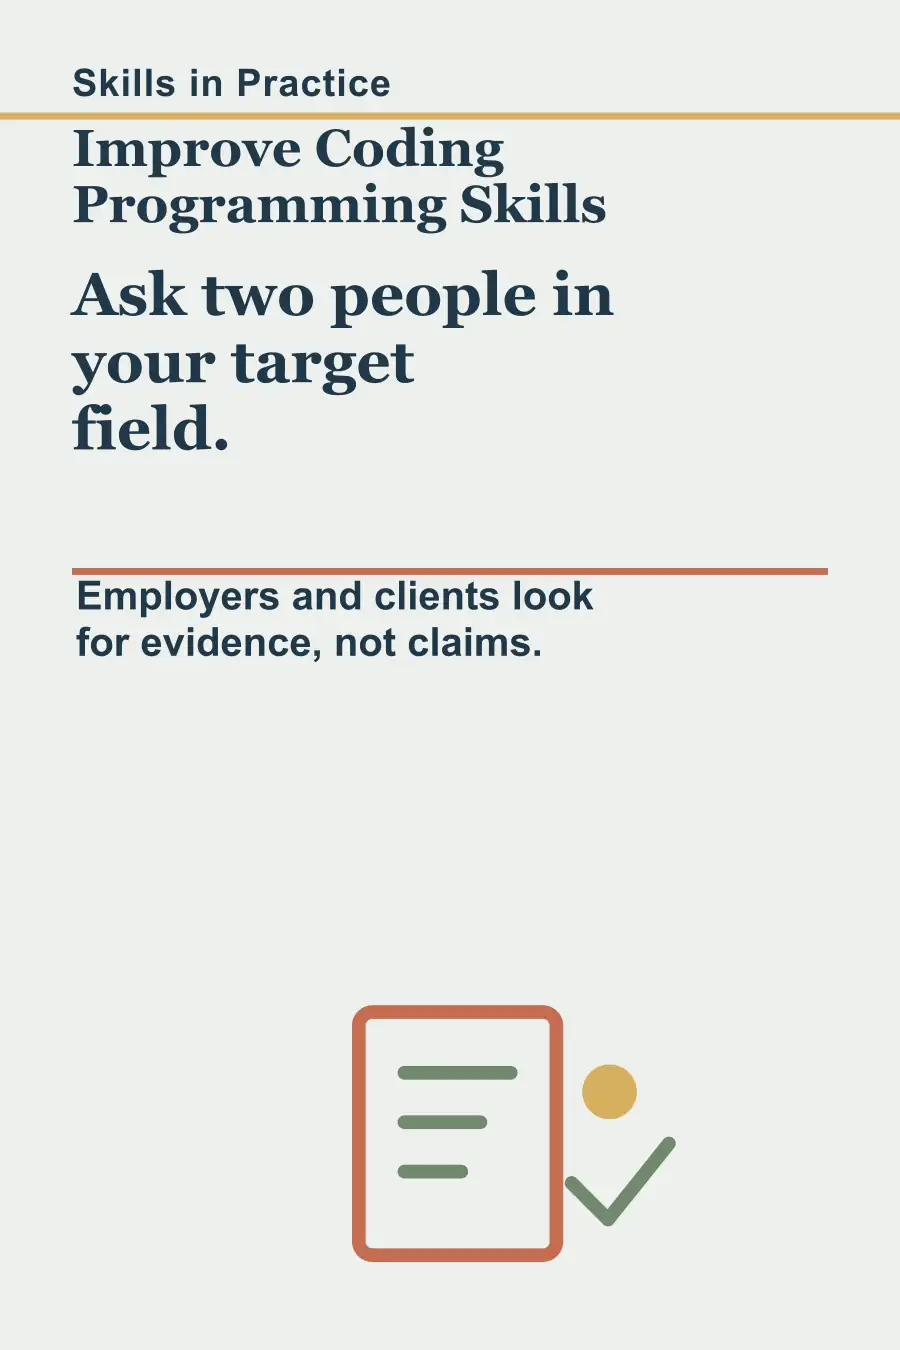 Skills in Practice
Improve Coding
Programming Skills
Ask two people in
your target
field.
Employers and clients look
for evidence, not claims.